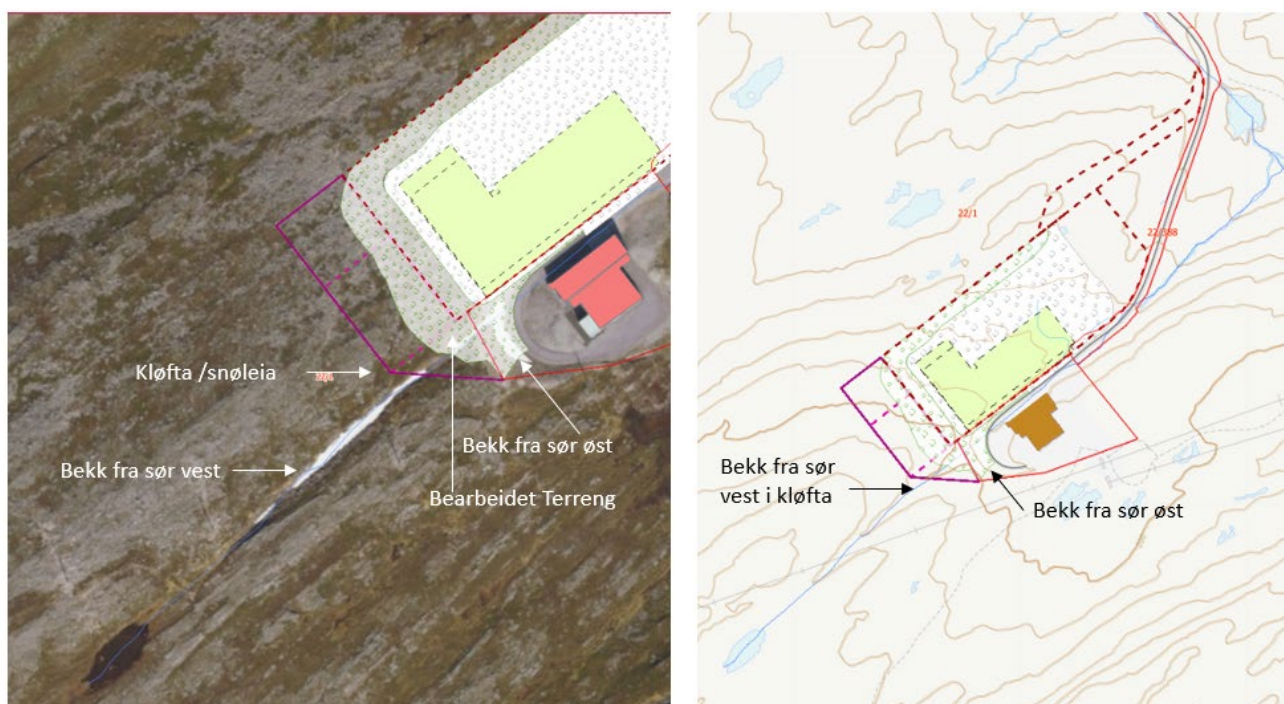 Kløfta /snøleia
Bekk fra sør vest
Bekk fra sør øst
Bearbeidet Terreng
22/1
22/388
Bekk fra sør
vest i kløfta
Bekk fra sør øst